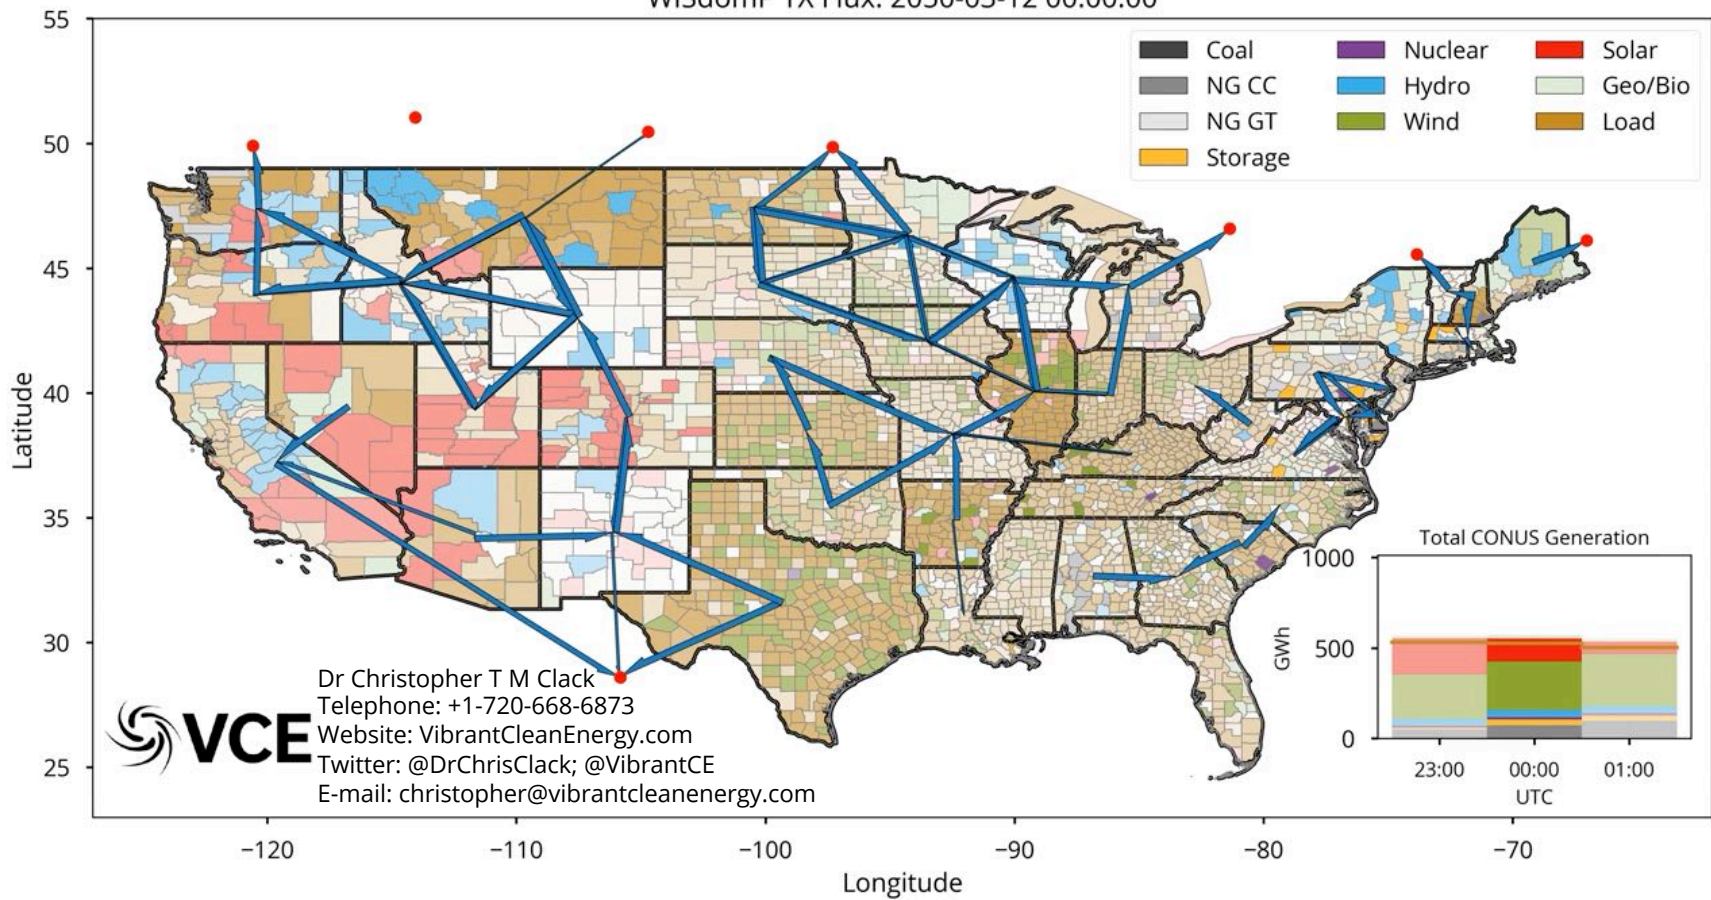 55
50
45
40
35
30
25
Latitude
−120
−110
−100
−90
−80
−70
Longitude
Coal
NG CC
NG GT
Storage
Nuclear
Hydro
Wind
Solar
Geo/Bio
Load
VCE
Dr Christopher T M Clack
Telephone: +1-720-668-6873
Website: VibrantCleanEnergy.com
Twitter: @DrChrisClack; @VibrantCE
E-mail: christopher@vibrantcleanenergy.com
Total CONUS Generation
1000
500
0
GWh
23:00
00:00
01:00
UTC